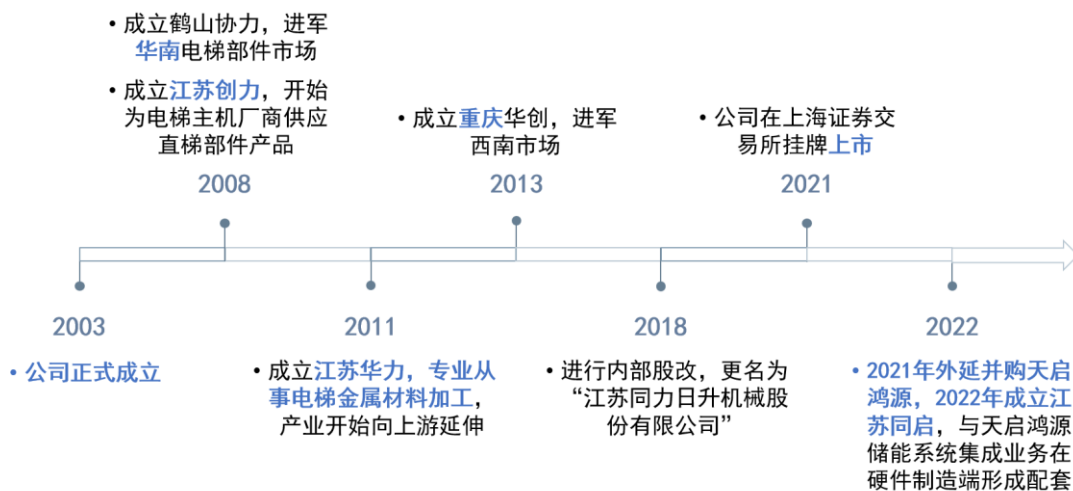 • 成立鹤山协力，进军
华南电梯部件市场
• 成立江苏创力，开始
为电梯主机厂商供应
直梯部件产品
2008
• 成立重庆华创，进军
西南市场
2013
• 公司在上海证券交
易所挂牌上市
2021
2003
• 公司正式成立
2011
• 成立江苏华力，专业从
事电梯金属材料加工，
产业开始向上游延伸
2018
• 进行内部股改，更名为
“江苏同力日升机械股
份有限公司”
2022
• 2021年外延并购天启
鸿源，2022年成立江
苏同启，与天启鸿源
储能系统集成业务在
硬件制造端形成配套